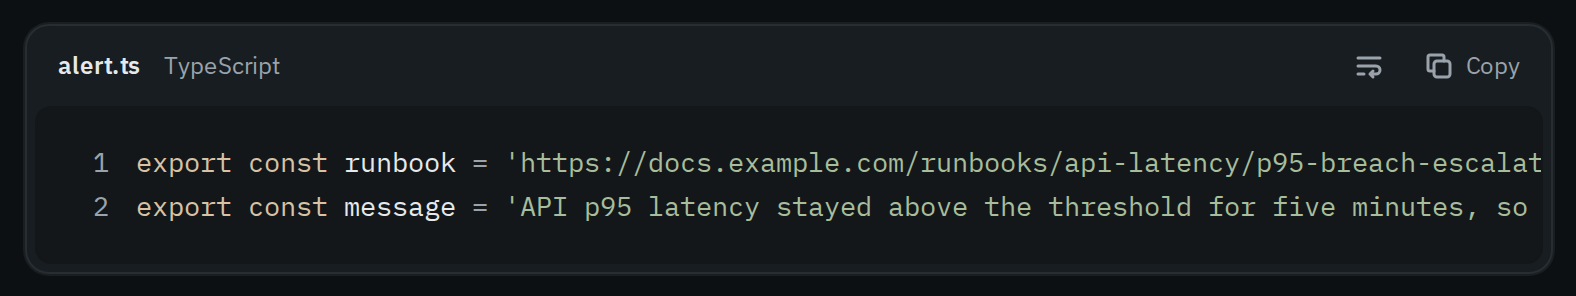 alert.ts TypeScript Copy
1 export const runbook = 'https://docs.example.com/runbooks/api-latency/p95-breach-escalat
2 export const message = 'API p95 latency stayed above the threshold for five minutes, so